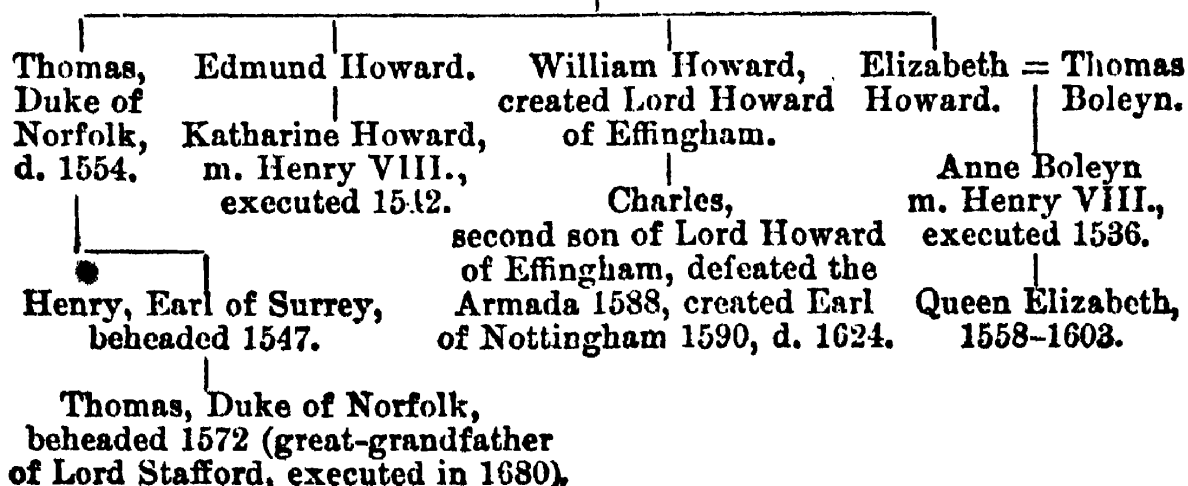 Thomas,
Duke of
Norfolk,
d. 1554.
Edmund Howard.
Katharine Howard,
m. Henry VIII.,
executed 1542.
William Howard,
created Lord Howard
of Effingham.
Charles,
second son of Lord Howard
of Effingham, defeated the
Armada 1588, created Earl
of Nottingham 1590, d. 1624.
Elizabeth = Thomas
Howard. Boleyn.
Anne Boleyn
m. Henry VIII.,
executed 1536.
Queen Elizabeth,
1558–1603.
Henry, Earl of Surrey,
beheaded 1547.
Thomas, Duke of Norfolk,
beheaded 1572 (great-grandfather
of Lord Stafford, executed in 1680).